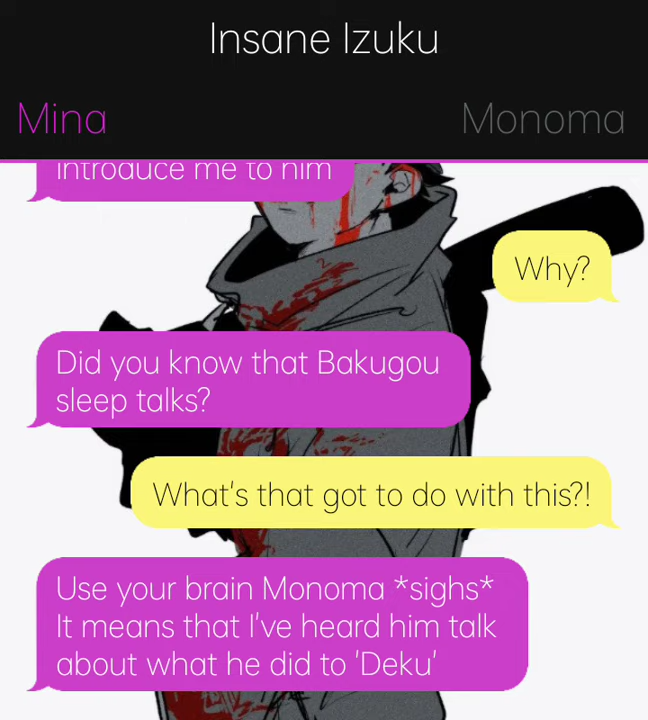 Insane Izuku
Mina
Monoma
introduce me to him
Why?
Did you know that Bakugou
sleep talks?
What's that got to do with this?!
Use your brain Monoma *sighs*
It means that I've heard him talk
about what he did to 'Deku'